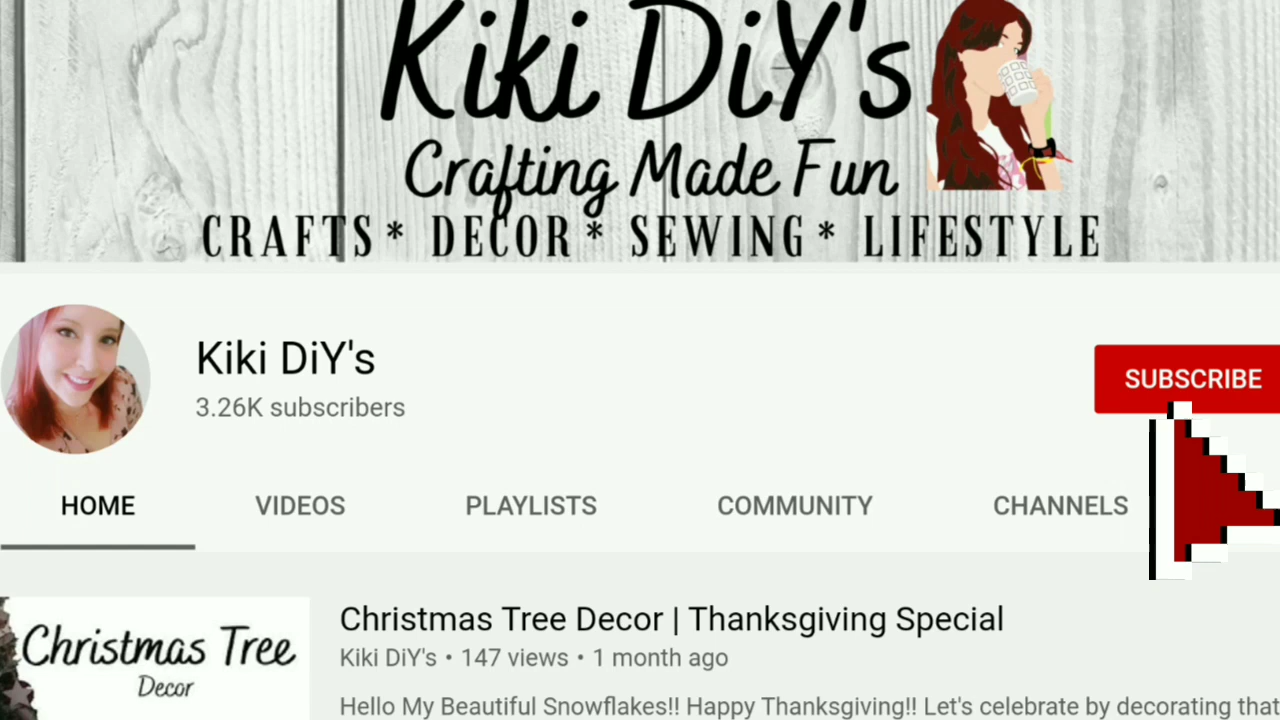 Kiki DiY's
Crafting Made Fun
CRAFTS* DECOR* SEWING* LIFESTYLE
Kiki DiY's
3.26K subscribers
SUBSCRIBE
HOME VIDEOS PLAYLISTS COMMUNITY CHANNELS
Christmas Tree Decor | Thanksgiving Special
Kiki DiY's • 147 views • 1 month ago
Hello My Beautiful Snowflakes!! Happy Thanksgiving!! Let's celebrate by decorating that
Christmas Tree
Decor